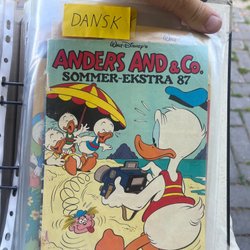 DANSK
Walt Disney's
ANDERS AND & Co.
SOMMER-EKSTRA 87